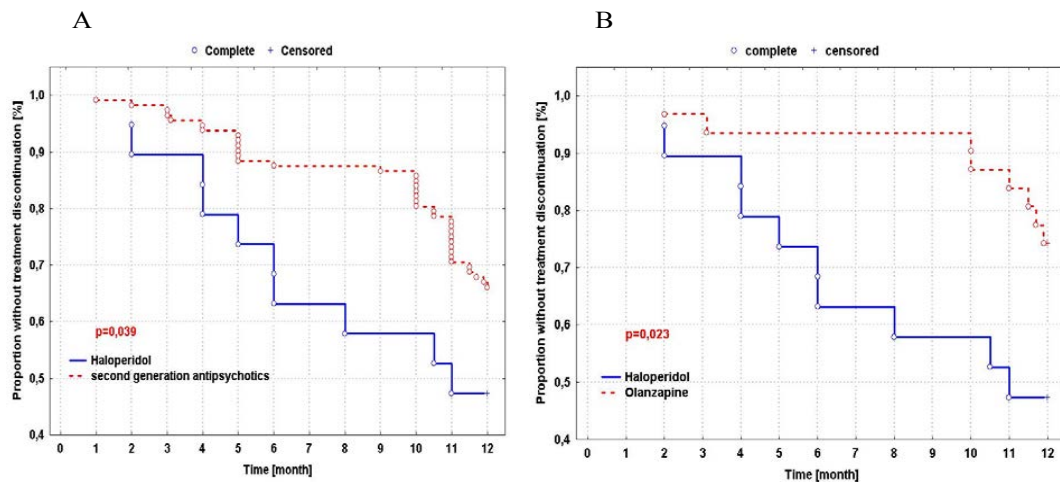 A
Complete Censored
Proportion without treatment discontinuation [%]
1,0
0,9
0,8
0,7
0,6
0,5
0,4
p=0,039
Haloperidol
second generation antipsychotics
0 1 2 3 4 5 6 7 8 9 10 11 12
Time [month]
B
complete censored
Proportion without treatment discontinuation [%]
1,0
0,9
0,8
0,7
0,6
0,5
0,4
p=0,023
Haloperidol
Olanzapine
0 1 2 3 4 5 6 7 8 9 10 11 12
Time [month]